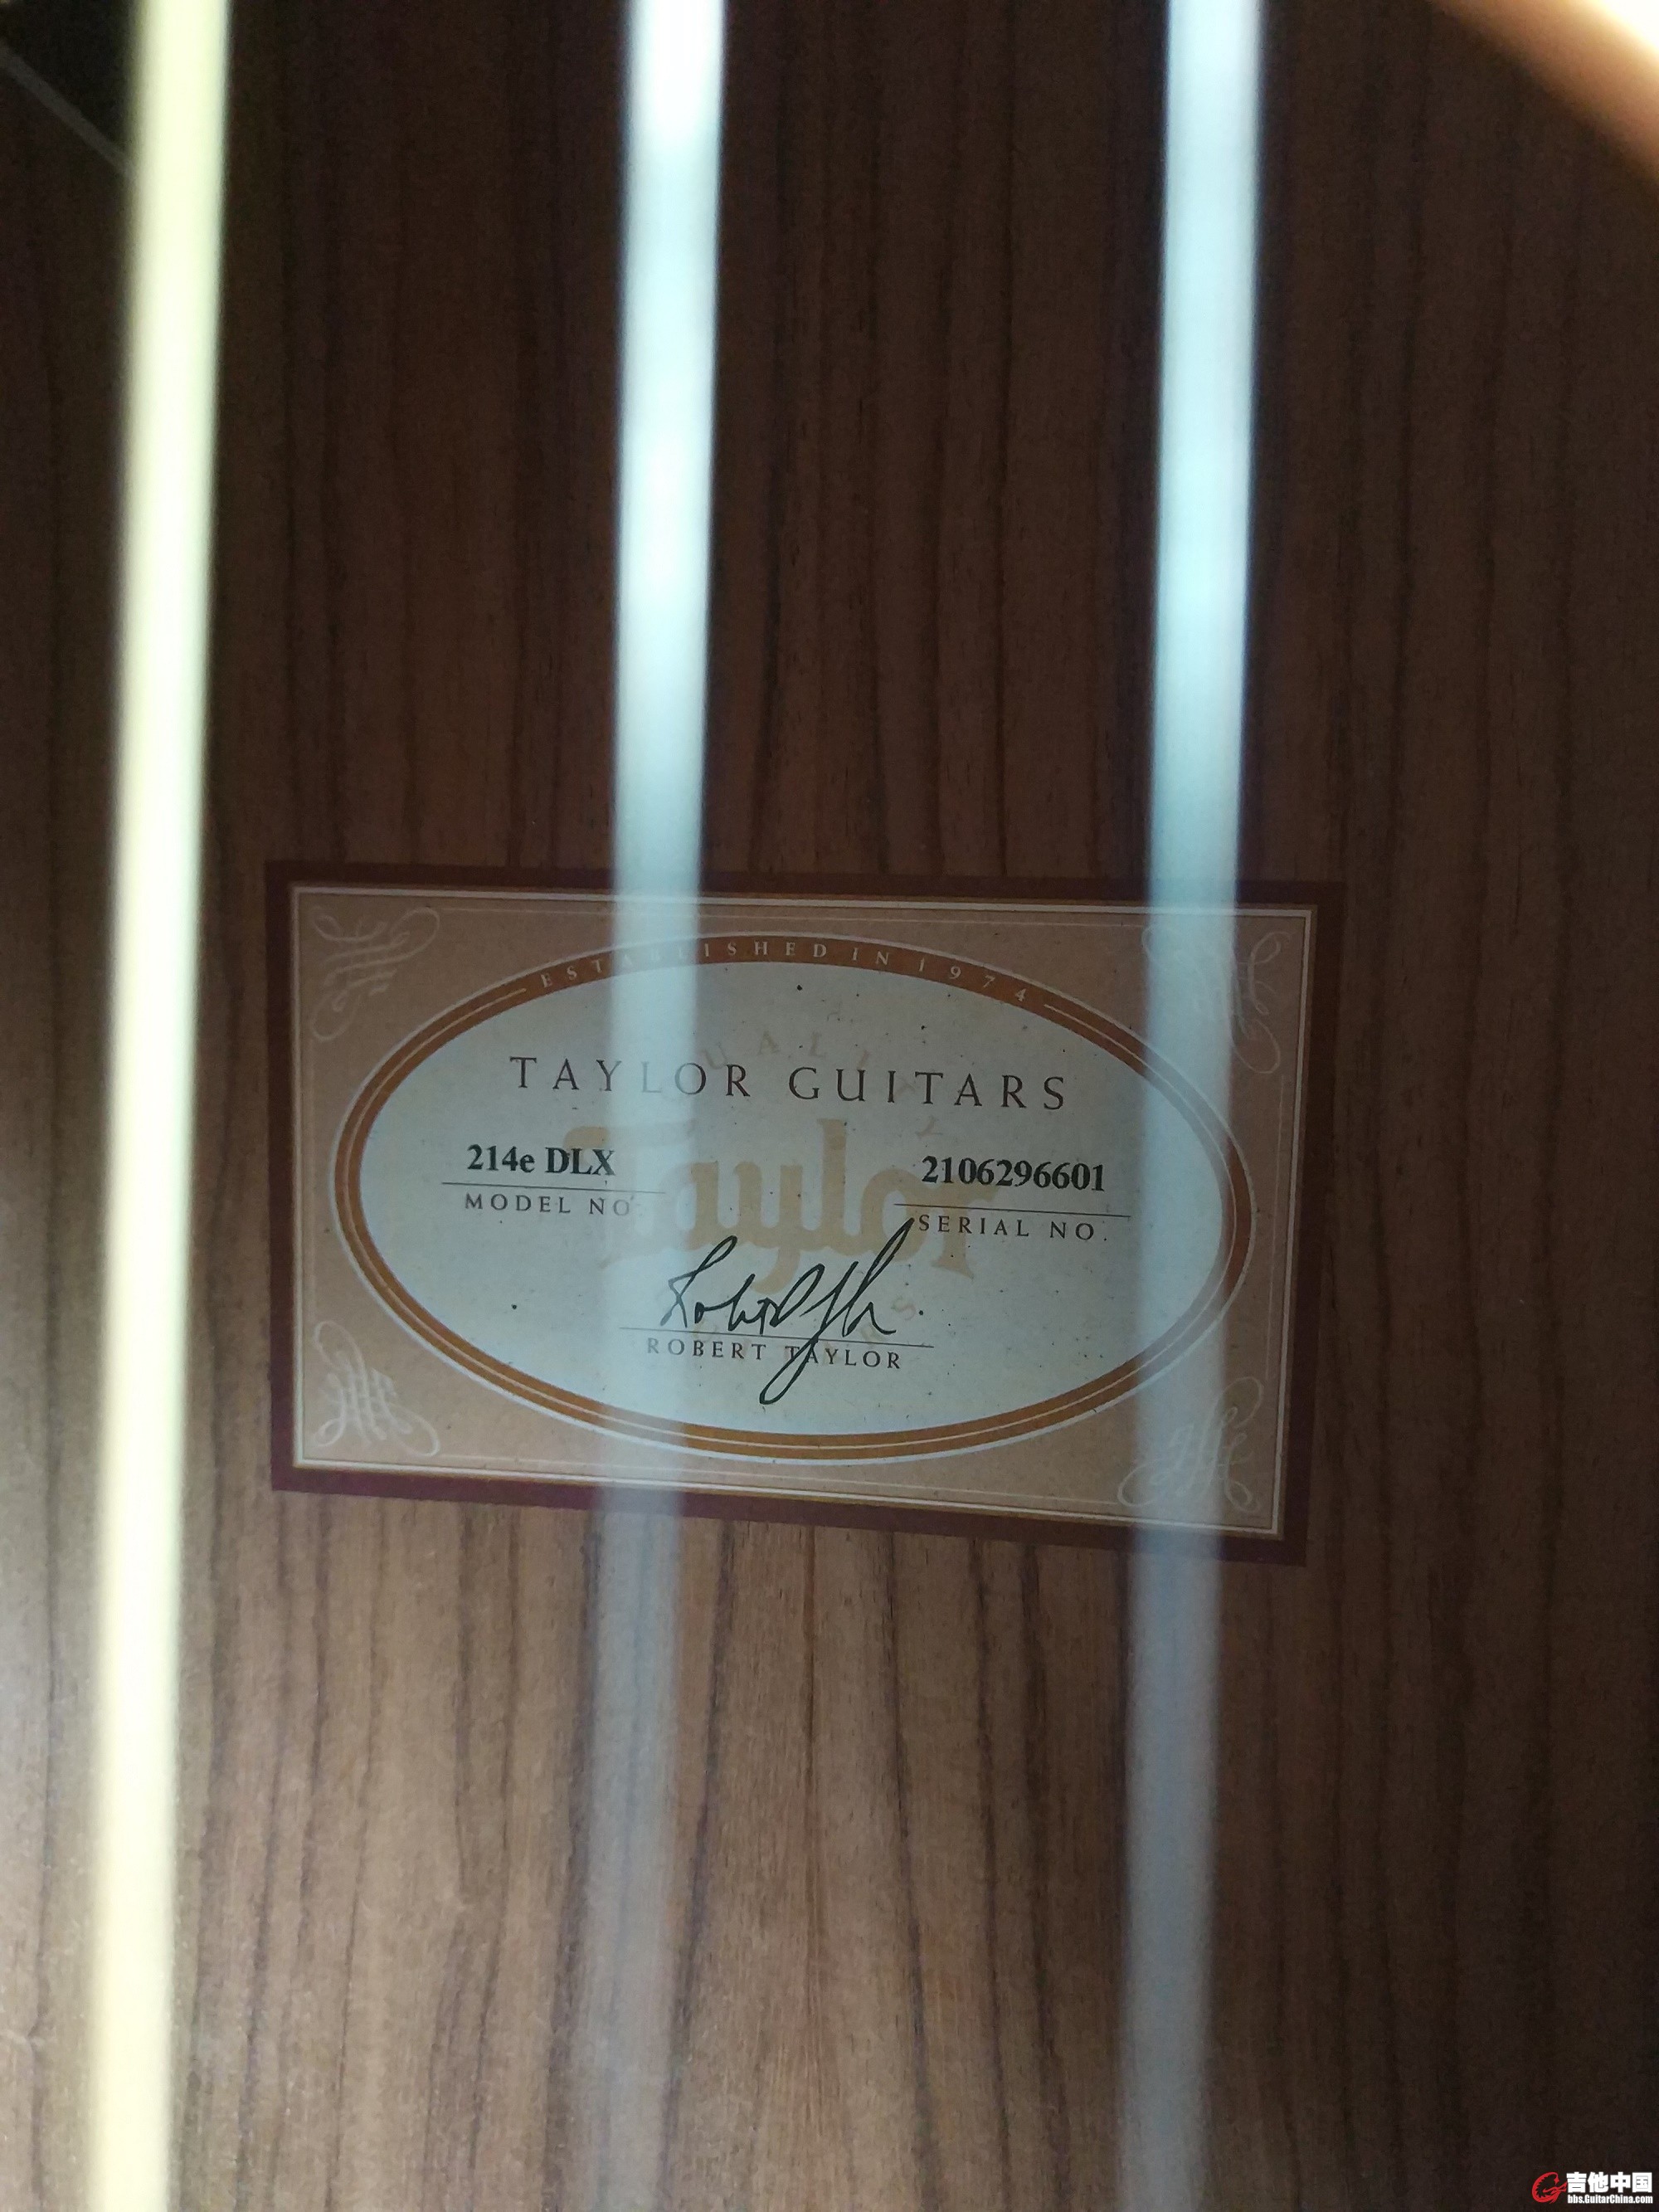 ESTABLISHED IN 1974
TAYLOR GUITARS
214e DLX
MODEL NO.
2106296601
SERIAL NO.
Taylor
ROBERT TAYLOR
吉他中国
bbs.GuitarChina.com